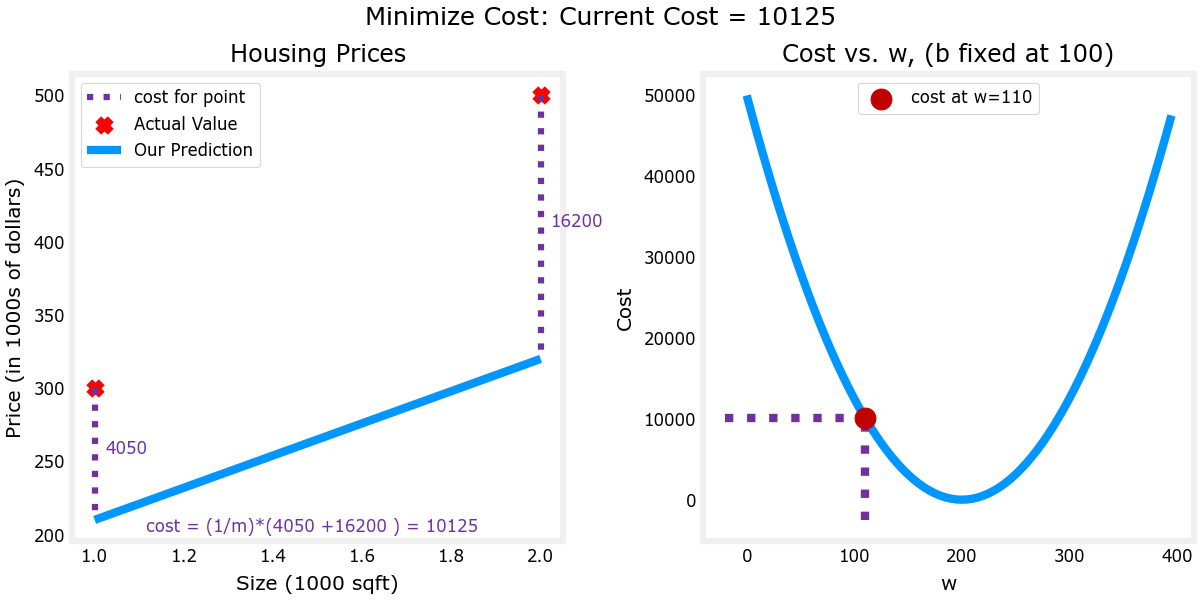 Minimize Cost: Current Cost = 10125
Housing Prices
cost for point
Actual Value
Our Prediction
500
450
400
350
300
250
200
16200
4050
cost = (1/m)*(4050 +16200 ) = 10125
1.0 1.2 1.4 1.6 1.8 2.0
Size (1000 sqft)
Price (in 1000s of dollars)
Cost vs. w, (b fixed at 100)
cost at w=110
50000
40000
30000
20000
10000
0
0 100 200 300 400
w
Cost